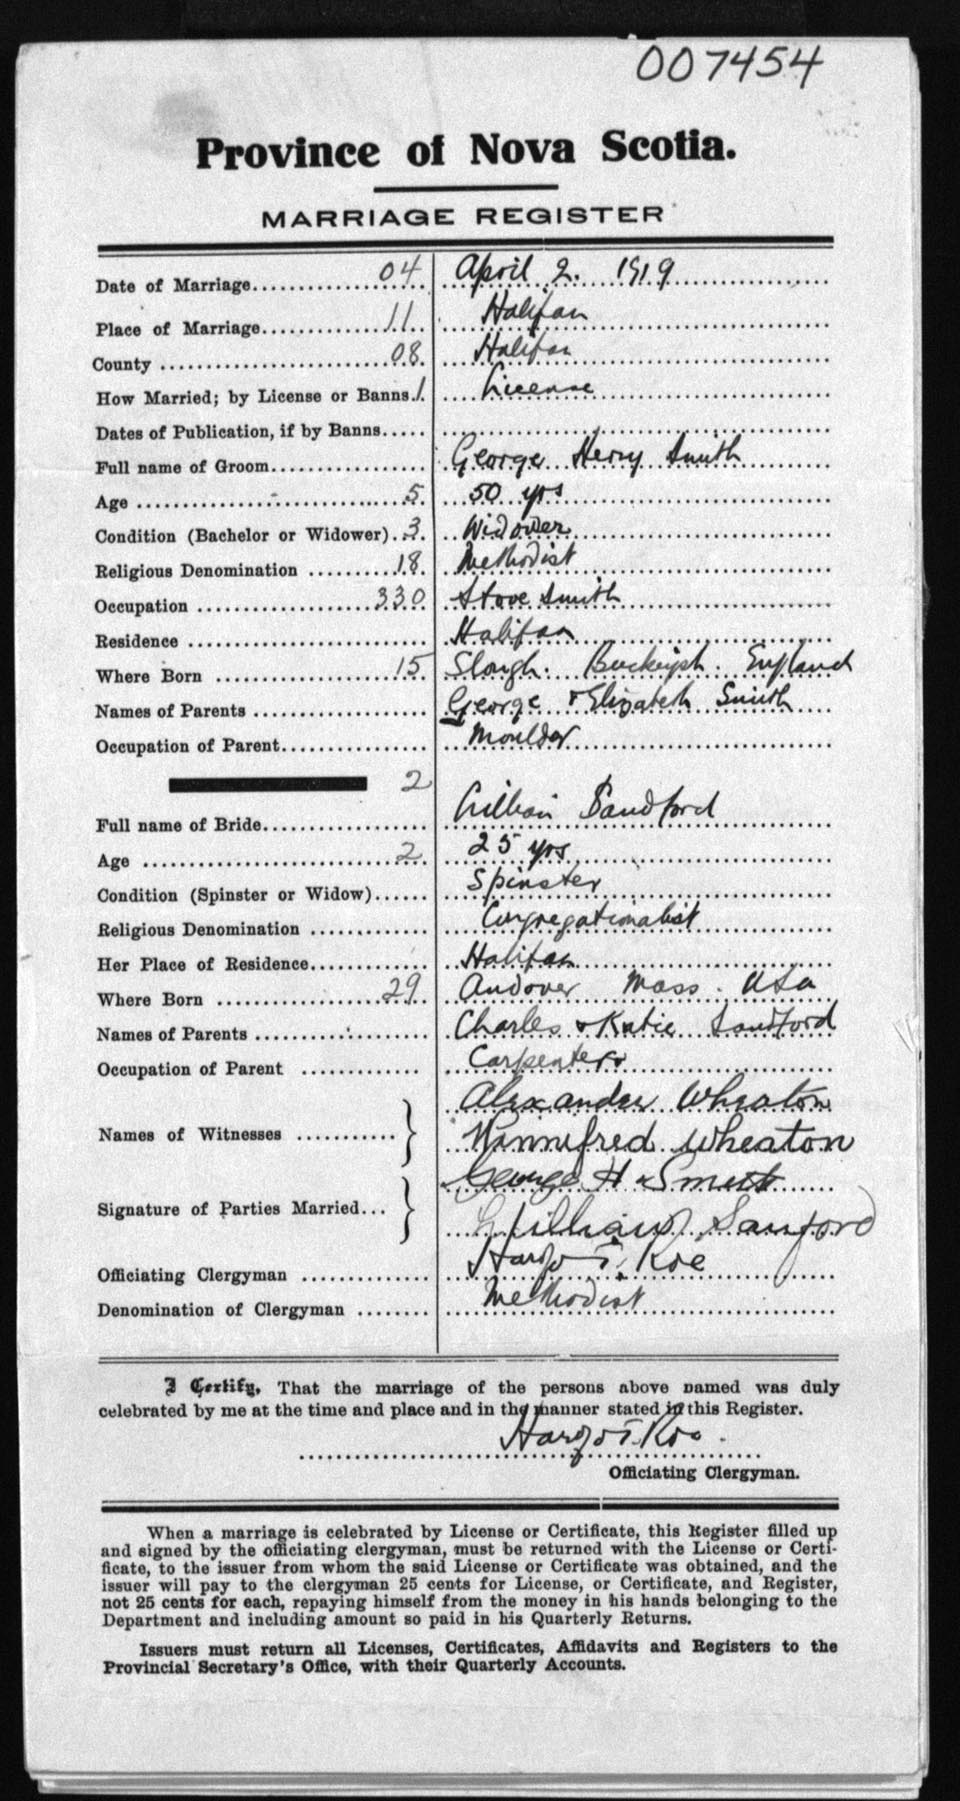 007454
Province of Nova Scotia.
MARRIAGE REGISTER
Date of Marriage 04 April 2. 1919
Place of Marriage 11 Halifax
County 08 Halifax
How Married; by License or Banns 1 License
Dates of Publication, if by Banns
Full name of Groom George Henry Smith
Age 5 50 yrs
Condition (Bachelor or Widower) 3 Widower
Religious Denomination 18 Methodist
Occupation 330 Stove Smith
Residence Halifax
Where Born 15 Slough. England
Names of Parents George & Elizabeth Smith
Occupation of Parent Moulder
2
Full name of Bride Lillian Sandford
Age 2 25 yrs
Condition (Spinster or Widow) Spinster
Religious Denomination Congregationalist
Her Place of Residence Halifax
Where Born 29 Andover Mass. USA
Names of Parents Charles & Katie Sandford
Occupation of Parent Carpenter
Alexander Wheaton
Names of Witnesses } Winnifred Wheaton
George H Smith
Signature of Parties Married } Lillian Sanford
Officiating Clergyman Roe
Denomination of Clergyman Methodist
I Certify, That the marriage of the persons above named was duly
celebrated by me at the time and place and in the manner stated in this Register.
Roe.
Officiating Clergyman.
When a marriage is celebrated by License or Certificate, this Register filled up
and signed by the officiating clergyman, must be returned with the License or Certi-
ficate, to the issuer from whom the said License or Certificate was obtained, and the
issuer will pay to the clergyman 25 cents for License, or Certificate, and Register,
not 25 cents for each, repaying himself from the money in his hands belonging to the
Department and including amount so paid in his Quarterly Returns.
Issuers must return all Licenses, Certificates, Affidavits and Registers to the
Provincial Secretary's Office, with their Quarterly Accounts.